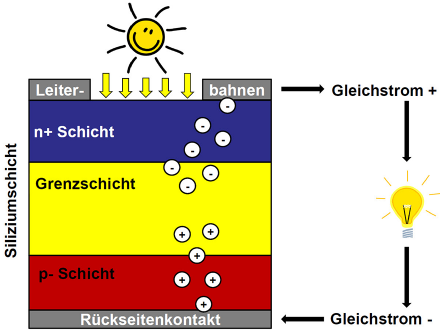 Leiter- bahnen
Gleichstrom +
n+ Schicht
Grenzschicht
Siliziumschicht
p- Schicht
Rückseitenkontakt
Gleichstrom -